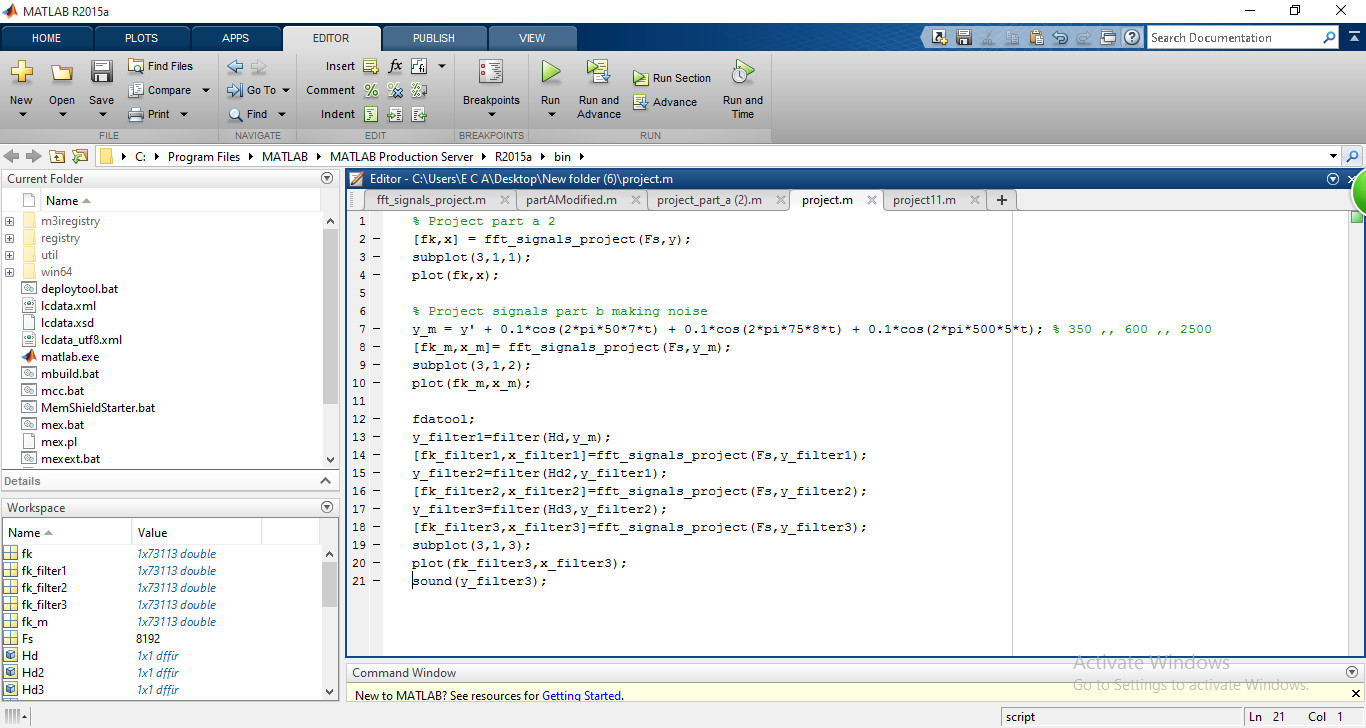 MATLAB R2015a
HOME PLOTS APPS EDITOR PUBLISH VIEW
Search Documentation
New
Open
Save
Find Files
Compare
Print
FILE
Go To
Find
NAVIGATE
Insert fx
Comment
Indent
EDIT
Breakpoints
BREAKPOINTS
Run
Run and Advance
Run Section
Advance
Run and Time
RUN
C: Program Files MATLAB MATLAB Production Server R2015a bin
Current Folder
Name
m3iregistry
registry
util
win64
deploytool.bat
lcdata.xml
lcdata.xsd
lcdata_utf8.xml
matlab.exe
mbuild.bat
mcc.bat
MemShieldStarter.bat
mex.bat
mex.pl
mexext.bat
Details
Workspace
Name Value
fk 1x73113 double
fk_filter1 1x73113 double
fk_filter2 1x73113 double
fk_filter3 1x73113 double
fk_m 1x73113 double
Fs 8192
Hd 1x1 dffir
Hd2 1x1 dffir
Hd3 1x1 dffir
Editor - C:\Users\E C A\Desktop\New folder (6)\project.m
fft_signals_project.m partAModified.m project_part_a (2).m project.m project11.m +
1 % Project part a 2
2 - [fk,x] = fft_signals_project(Fs,y);
3 - subplot(3,1,1);
4 - plot(fk,x);
5
6 % Project signals part b making noise
7 - y_m = y' + 0.1*cos(2*pi*50*7*t) + 0.1*cos(2*pi*75*8*t) + 0.1*cos(2*pi*500*5*t); % 350 ,, 600 ,, 2500
8 - [fk_m,x_m]= fft_signals_project(Fs,y_m);
9 - subplot(3,1,2);
10 - plot(fk_m,x_m);
11
12 - fdatool;
13 - y_filter1=filter(Hd,y_m);
14 - [fk_filter1,x_filter1]=fft_signals_project(Fs,y_filter1);
15 - y_filter2=filter(Hd2,y_filter1);
16 - [fk_filter2,x_filter2]=fft_signals_project(Fs,y_filter2);
17 - y_filter3=filter(Hd3,y_filter2);
18 - [fk_filter3,x_filter3]=fft_signals_project(Fs,y_filter3);
19 - subplot(3,1,3);
20 - plot(fk_filter3,x_filter3);
21 - sound(y_filter3);
Command Window
New to MATLAB? See resources for Getting Started.
Activate Windows
Go to Settings to activate Windows.
script Ln 21 Col 1